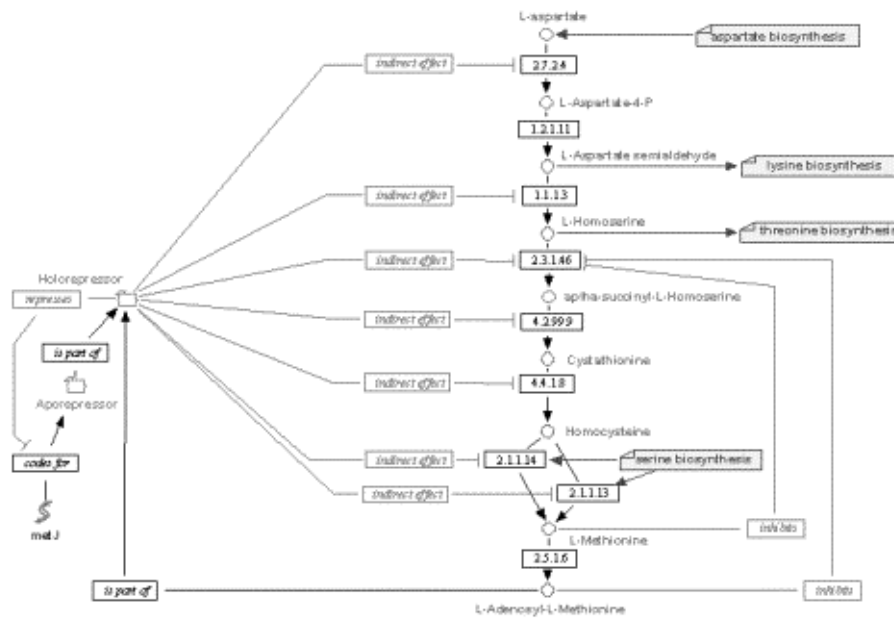 L-aspartate
aspartate biosynthesis
indirect effect
2.7.2.4
L-Aspartate-4-P
1.2.1.11
L-Aspartate semialdehyde
lysine biosynthesis
indirect effect
1.1.1.3
L-Homoserine
threonine biosynthesis
indirect effect
2.3.1.46
Holorepressor
represses
aplha-succinyl-L-Homoserine
indirect effect
4.2.99.9
is part of
Cystathionine
indirect effect
4.4.1.8
Aporepressor
Homocysteine
codes for
indirect effect
2.1.1.14
serine biosynthesis
indirect effect
2.1.1.13
metJ
L-Methionine
inhibits
2.5.1.6
is part of
inhibits
L-Adenosyl-L-Methionine